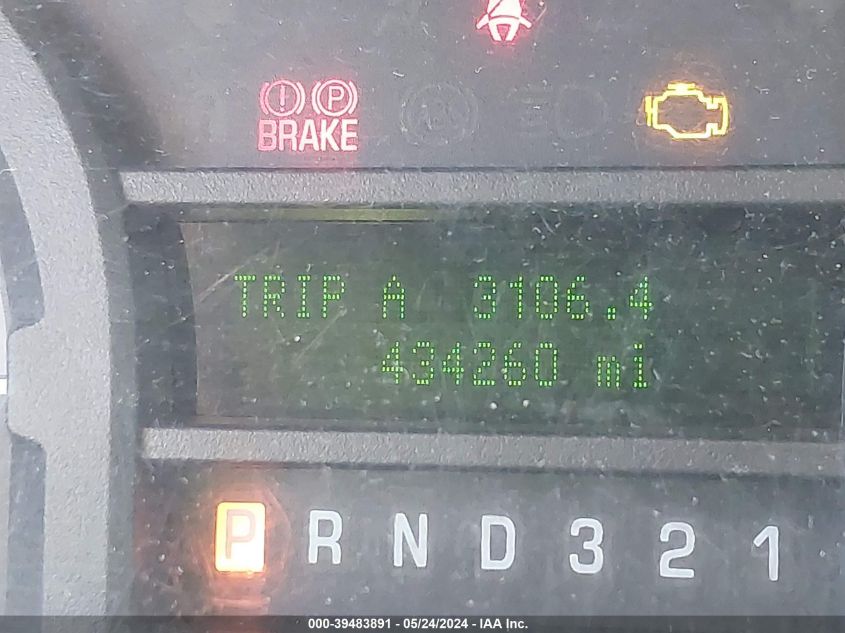 (!) (P)
BRAKE
TRIP A 3106.4
434260 mi
P R N D 3 2 1
000-39483891 - 05/24/2024 - IAA Inc.